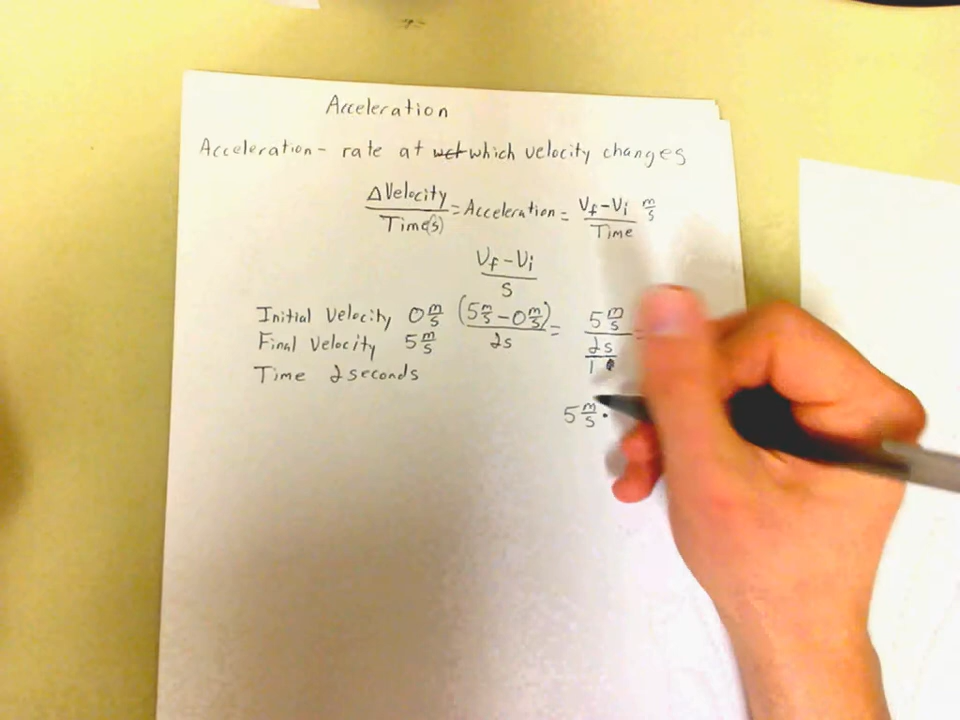 Acceleration
Acceleration - rate at which velocity changes
ΔVelocity/Time(s) = Acceleration = Vf - Vi/Time m/s
Vf - Vi/s
Initial Velocity 0 m/s (5 m/s - 0 m/s)/2s = 5 m/s/2s/1 =
Final Velocity 5 m/s
Time 2 seconds
5 m/s ·